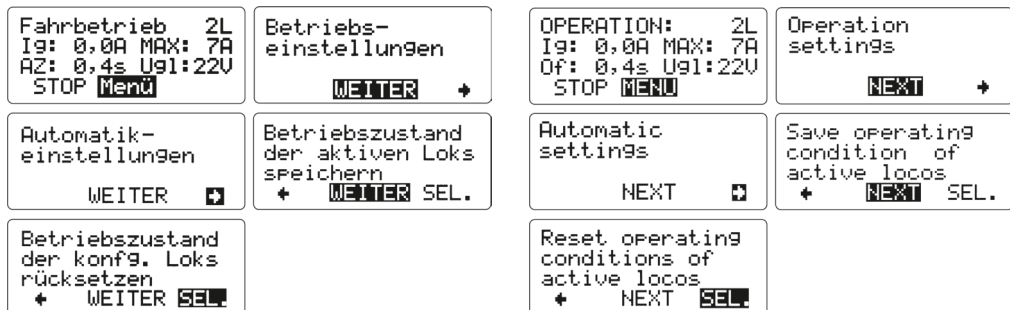 Fahrbetrieb 2L
Ig: 0,0A MAX: 7A
AZ: 0,4s Ugl:22V
STOP Menü
Betriebs-
einstellungen
WEITER →
Automatik-
einstellungen
WEITER →
Betriebszustand
der aktiven Loks
speichern
← WEITER SEL.
Betriebszustand
der konfg. Loks
rücksetzen
← WEITER SEL.
OPERATION: 2L
Ig: 0,0A MAX: 7A
Of: 0,4s Ugl:22V
STOP MENU
Operation
settings
NEXT →
Automatic
settings
NEXT →
Save operating
condition of
active locos
← NEXT SEL.
Reset operating
conditions of
active locos
← NEXT SEL.